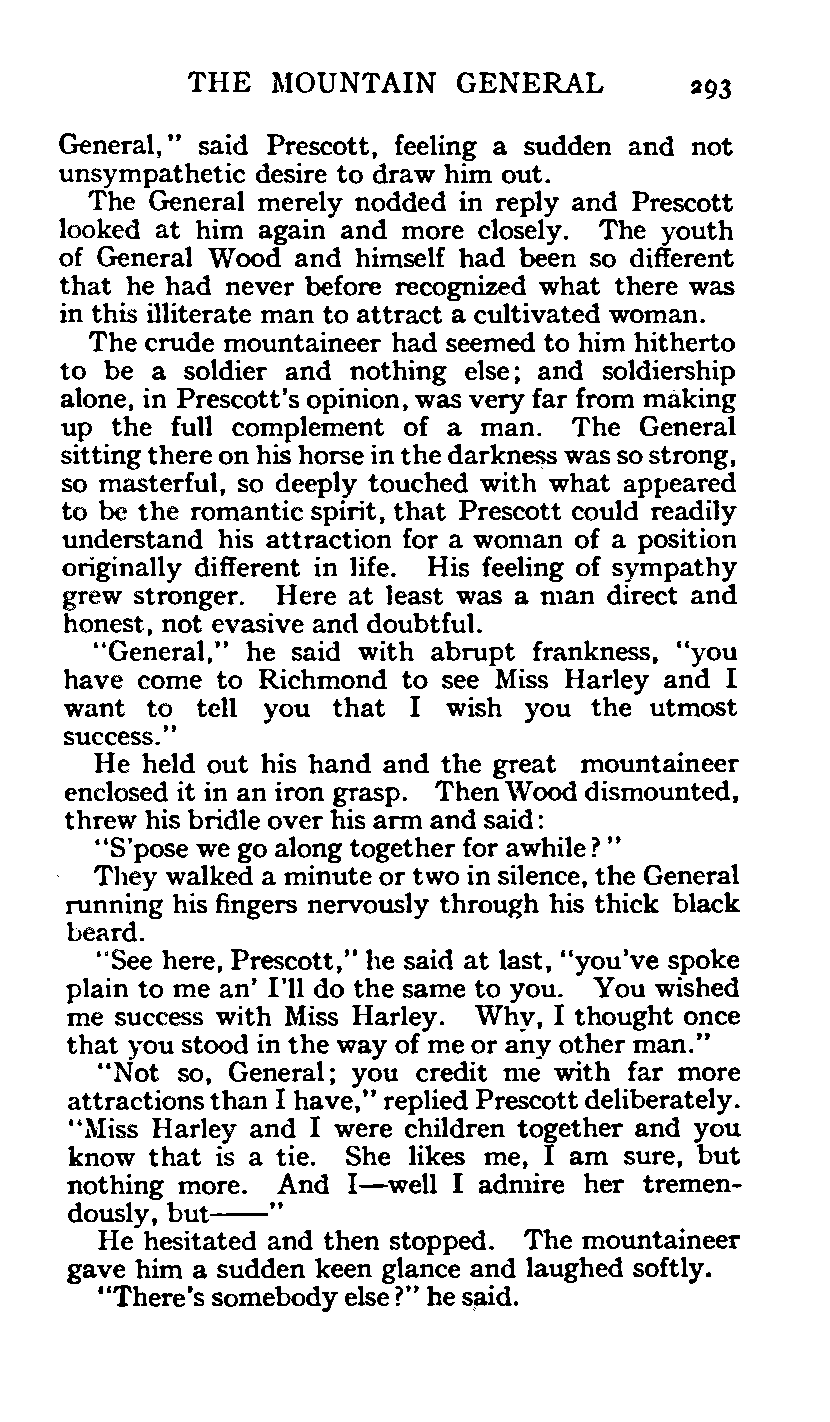 THE MOUNTAIN GENERAL 293
General," said Prescott, feeling a sudden and not
unsympathetic desire to draw him out.
The General merely nodded in reply and Prescott
looked at him again and more closely. The youth
of General Wood and himself had been so different
that he had never before recognized what there was
in this illiterate man to attract a cultivated woman.
The crude mountaineer had seemed to him hitherto
to be a soldier and nothing else; and soldiership
alone, in Prescott's opinion, was very far from making
up the full complement of a man. The General
sitting there on his horse in the darkness was so strong,
so masterful, so deeply touched with what appeared
to be the romantic spirit, that Prescott could readily
understand his attraction for a woman of a position
originally different in life. His feeling of sympathy
grew stronger. Here at least was a man direct and
honest, not evasive and doubtful.
"General," he said with abrupt frankness, "you
have come to Richmond to see Miss Harley and I
want to tell you that I wish you the utmost
success."
He held out his hand and the great mountaineer
enclosed it in an iron grasp. Then Wood dismounted,
threw his bridle over his arm and said:
"S'pose we go along together for awhile?"
They walked a minute or two in silence, the General
running his fingers nervously through his thick black
beard.
"See here, Prescott," he said at last, "you've spoke
plain to me an' I'll do the same to you. You wished
me success with Miss Harley. Why, I thought once
that you stood in the way of me or any other man."
"Not so, General; you credit me with far more
attractions than I have," replied Prescott deliberately.
"Miss Harley and I were children together and you
know that is a tie. She likes me, I am sure, but
nothing more. And I—well I admire her tremen-
dously, but——"
He hesitated and then stopped. The mountaineer
gave him a sudden keen glance and laughed softly.
"There's somebody else?" he said.